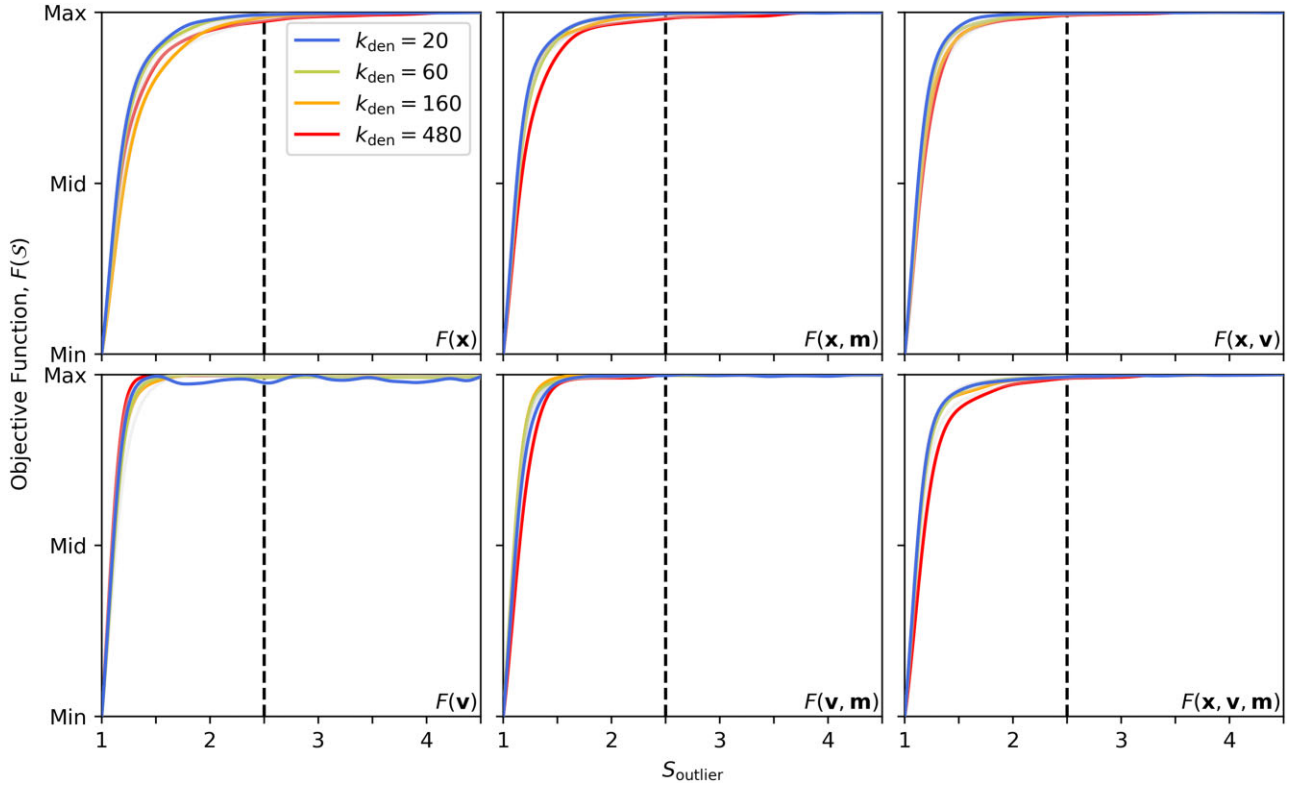 Max
Mid
Min
k_den = 20
k_den = 60
k_den = 160
k_den = 480
F(x)
F(x, m)
F(x, v)
Objective Function, F(S)
Max
Mid
Min
F(v)
F(v, m)
F(x, v, m)
1 2 3 4
1 2 3 4
1 2 3 4
S_outlier